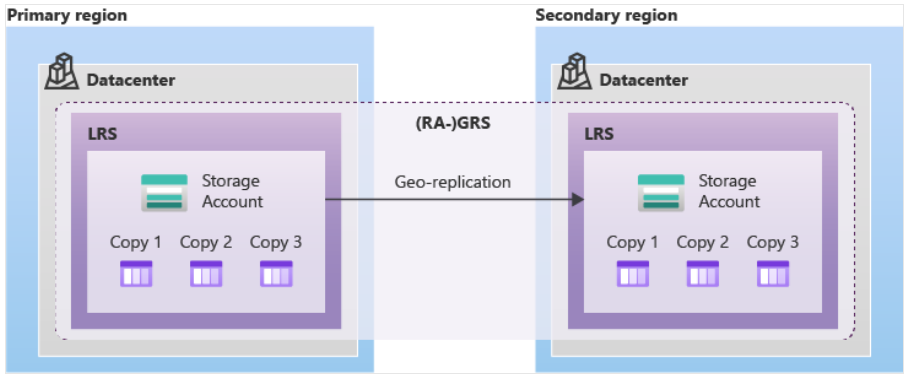 Primary region
Secondary region
Datacenter
Datacenter
(RA-)GRS
LRS
LRS
Storage
Account
Geo-replication
Storage
Account
Copy 1 Copy 2 Copy 3
Copy 1 Copy 2 Copy 3